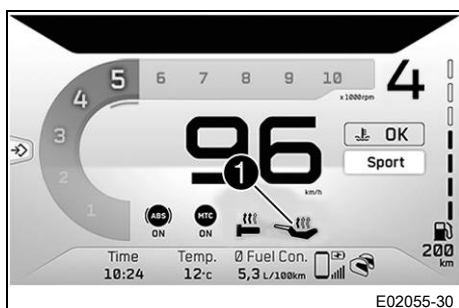 5 6 7 8 9 10
4
x1000rpm
4
3
OK
96
Sport
2
1
km/h
1
ABS MTC
ON ON
Time Temp. Ø Fuel Con.
10:24 12°C 5,3 L/100km
200
km
E02055-30